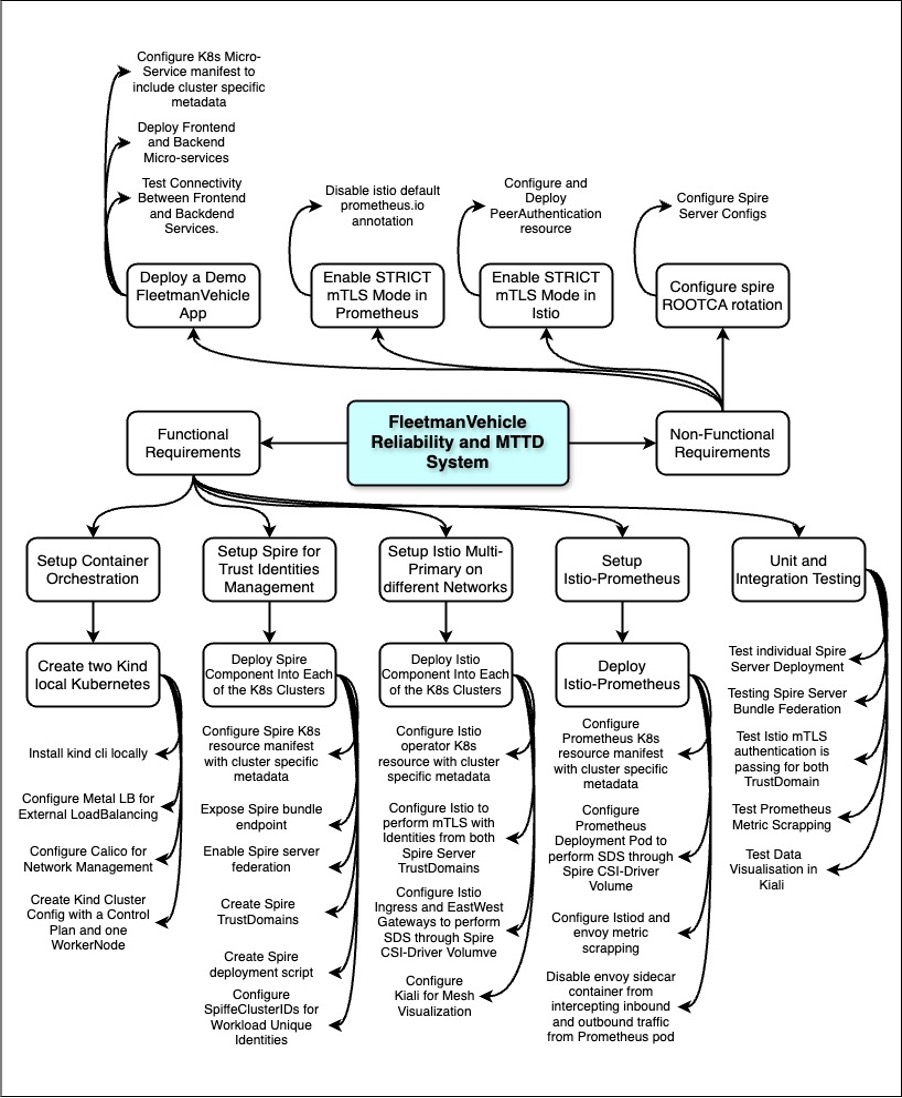 Configure K8s Micro-
Service manifest to
include cluster specific
metadata
Deploy Frontend
and Backend
Micro-services
Test Connectivity
Between Frontend
and Backdend
Services.
Disable istio default
prometheus.io
annotation
Configure and
Deploy
PeerAuthentication
resource
Configure Spire
Server Configs
Deploy a Demo
FleetmanVehicle
App
Enable STRICT
mTLS Mode in
Prometheus
Enable STRICT
mTLS Mode in
Istio
Configure spire
ROOTCA rotation
Functional
Requirements
FleetmanVehicle
Reliability and MTTD
System
Non-Functional
Requirements
Setup Container
Orchestration
Setup Spire for
Trust Identities
Management
Setup Istio Multi-
Primary on
different Networks
Setup
Istio-Prometheus
Unit and
Integration Testing
Create two Kind
local Kubernetes
Deploy Spire
Component Into Each
of the K8s Clusters
Deploy Istio
Component Into Each
of the K8s Clusters
Deploy
Istio-Prometheus
Install kind cli locally
Configure Metal LB for
External LoadBalancing
Configure Calico for
Network Management
Create Kind Cluster
Config with a Control
Plan and one
WorkerNode
Configure Spire K8s
resource manifest
with cluster specific
metadata
Expose Spire bundle
endpoint
Enable Spire server
federation
Create Spire
TrustDomains
Create Spire
deployment script
Configure
SpiffeClusterIDs for
Workload Unique
Identities
Configure Istio
operator K8s
resource with cluster
specific metadata
Configure Istio to
perform mTLS with
Identities from both
Spire Server
TrustDomains
Configure Istio
Ingress and EastWest
Gateways to perform
SDS through Spire
CSI-Driver Volumve
Configure
Kiali for Mesh
Visualization
Configure
Prometheus K8s
resource manifest
with cluster specific
metadata
Configure
Prometheus
Deployment Pod to
perform SDS through
Spire CSI-Driver
Volume
Configure Istiod and
envoy metric
scrapping
Disable envoy sidecar
container from
intercepting inbound
and outbound traffic
from Prometheus pod
Test individual Spire
Server Deployment
Testing Spire Server
Bundle Federation
Test Istio mTLS
authentication is
passing for both
TrustDomain
Test Prometheus
Metric Scrapping
Test Data
Visualisation in
Kiali